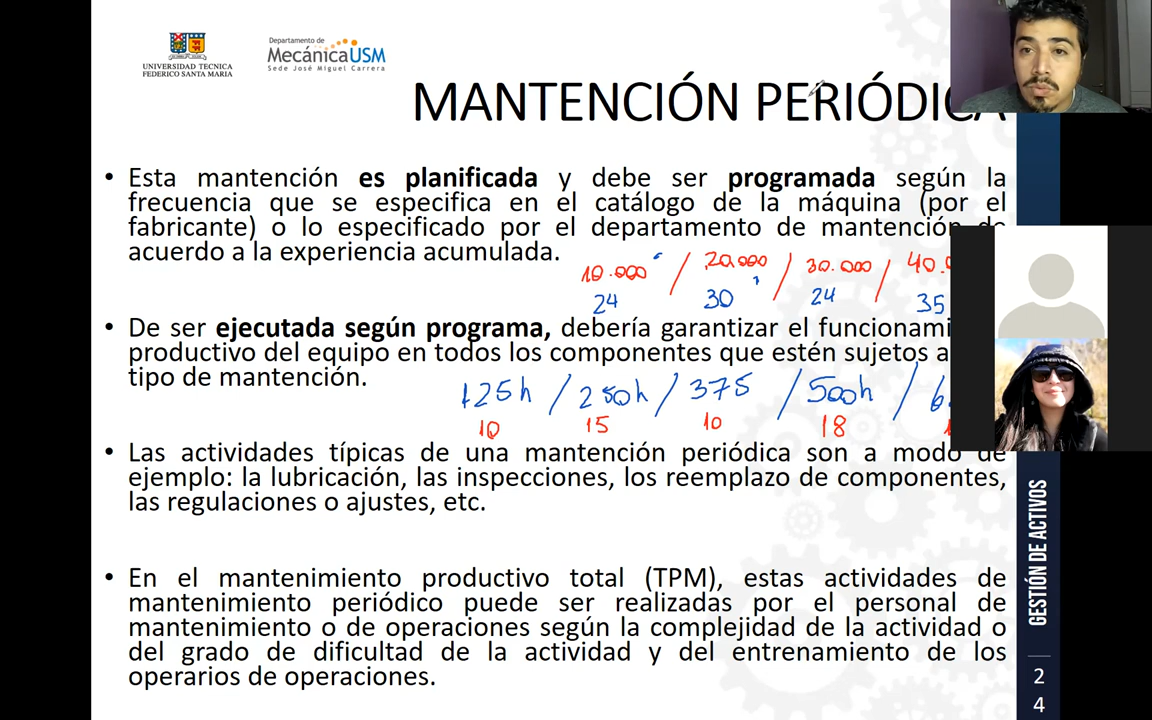 UNIVERSIDAD TECNICA
FEDERICO SANTA MARIA
Departamento de
MecánicaUSM
Sede José Miguel Carrera
MANTENCIÓN PERIÓDICA
• Esta mantención es planificada y debe ser programada según la
frecuencia que se especifica en el catálogo de la máquina (por el
fabricante) o lo especificado por el departamento de mantención de
acuerdo a la experiencia acumulada.
10.000 / 20.000 / 30.000 / 40.
24 30 24 35
• De ser ejecutada según programa, debería garantizar el funcionami
productivo del equipo en todos los componentes que estén sujetos a
tipo de mantención.
125h / 250h / 375 / 500h / 6
10 15 10 18
• Las actividades típicas de una mantención periódica son a modo de
ejemplo: la lubricación, las inspecciones, los reemplazo de componentes,
las regulaciones o ajustes, etc.
• En el mantenimiento productivo total (TPM), estas actividades de
mantenimiento periódico puede ser realizadas por el personal de
mantenimiento o de operaciones según la complejidad de la actividad o
del grado de dificultad de la actividad y del entrenamiento de los
operarios de operaciones.
GESTIÓN DE ACTIVOS
2
4